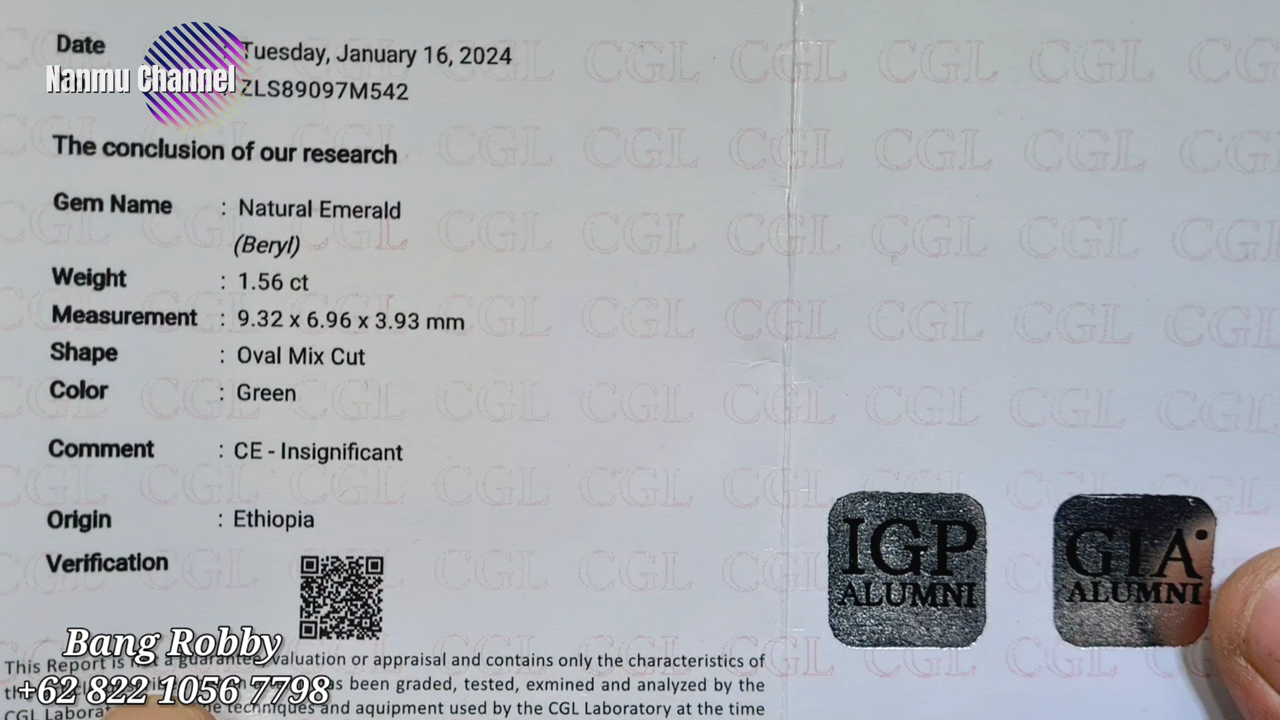 Date : Tuesday, January 16, 2024
Nanmu Channel
ZLS89097M542
The conclusion of our research
Gem Name : Natural Emerald
(Beryl)
Weight : 1.56 ct
Measurement : 9.32 x 6.96 x 3.93 mm
Shape : Oval Mix Cut
Color : Green
Comment : CE - Insignificant
Origin : Ethiopia
Verification
IGP
ALUMNI
GIA
ALUMNI
Bang Robby
+62 822 1056 7798
This Report is a guarantee, valuation or appraisal and contains only the characteristics of
has been graded, tested, exmined and analyzed by the
CGL techniques and aquipment used by the CGL Laboratory at the time